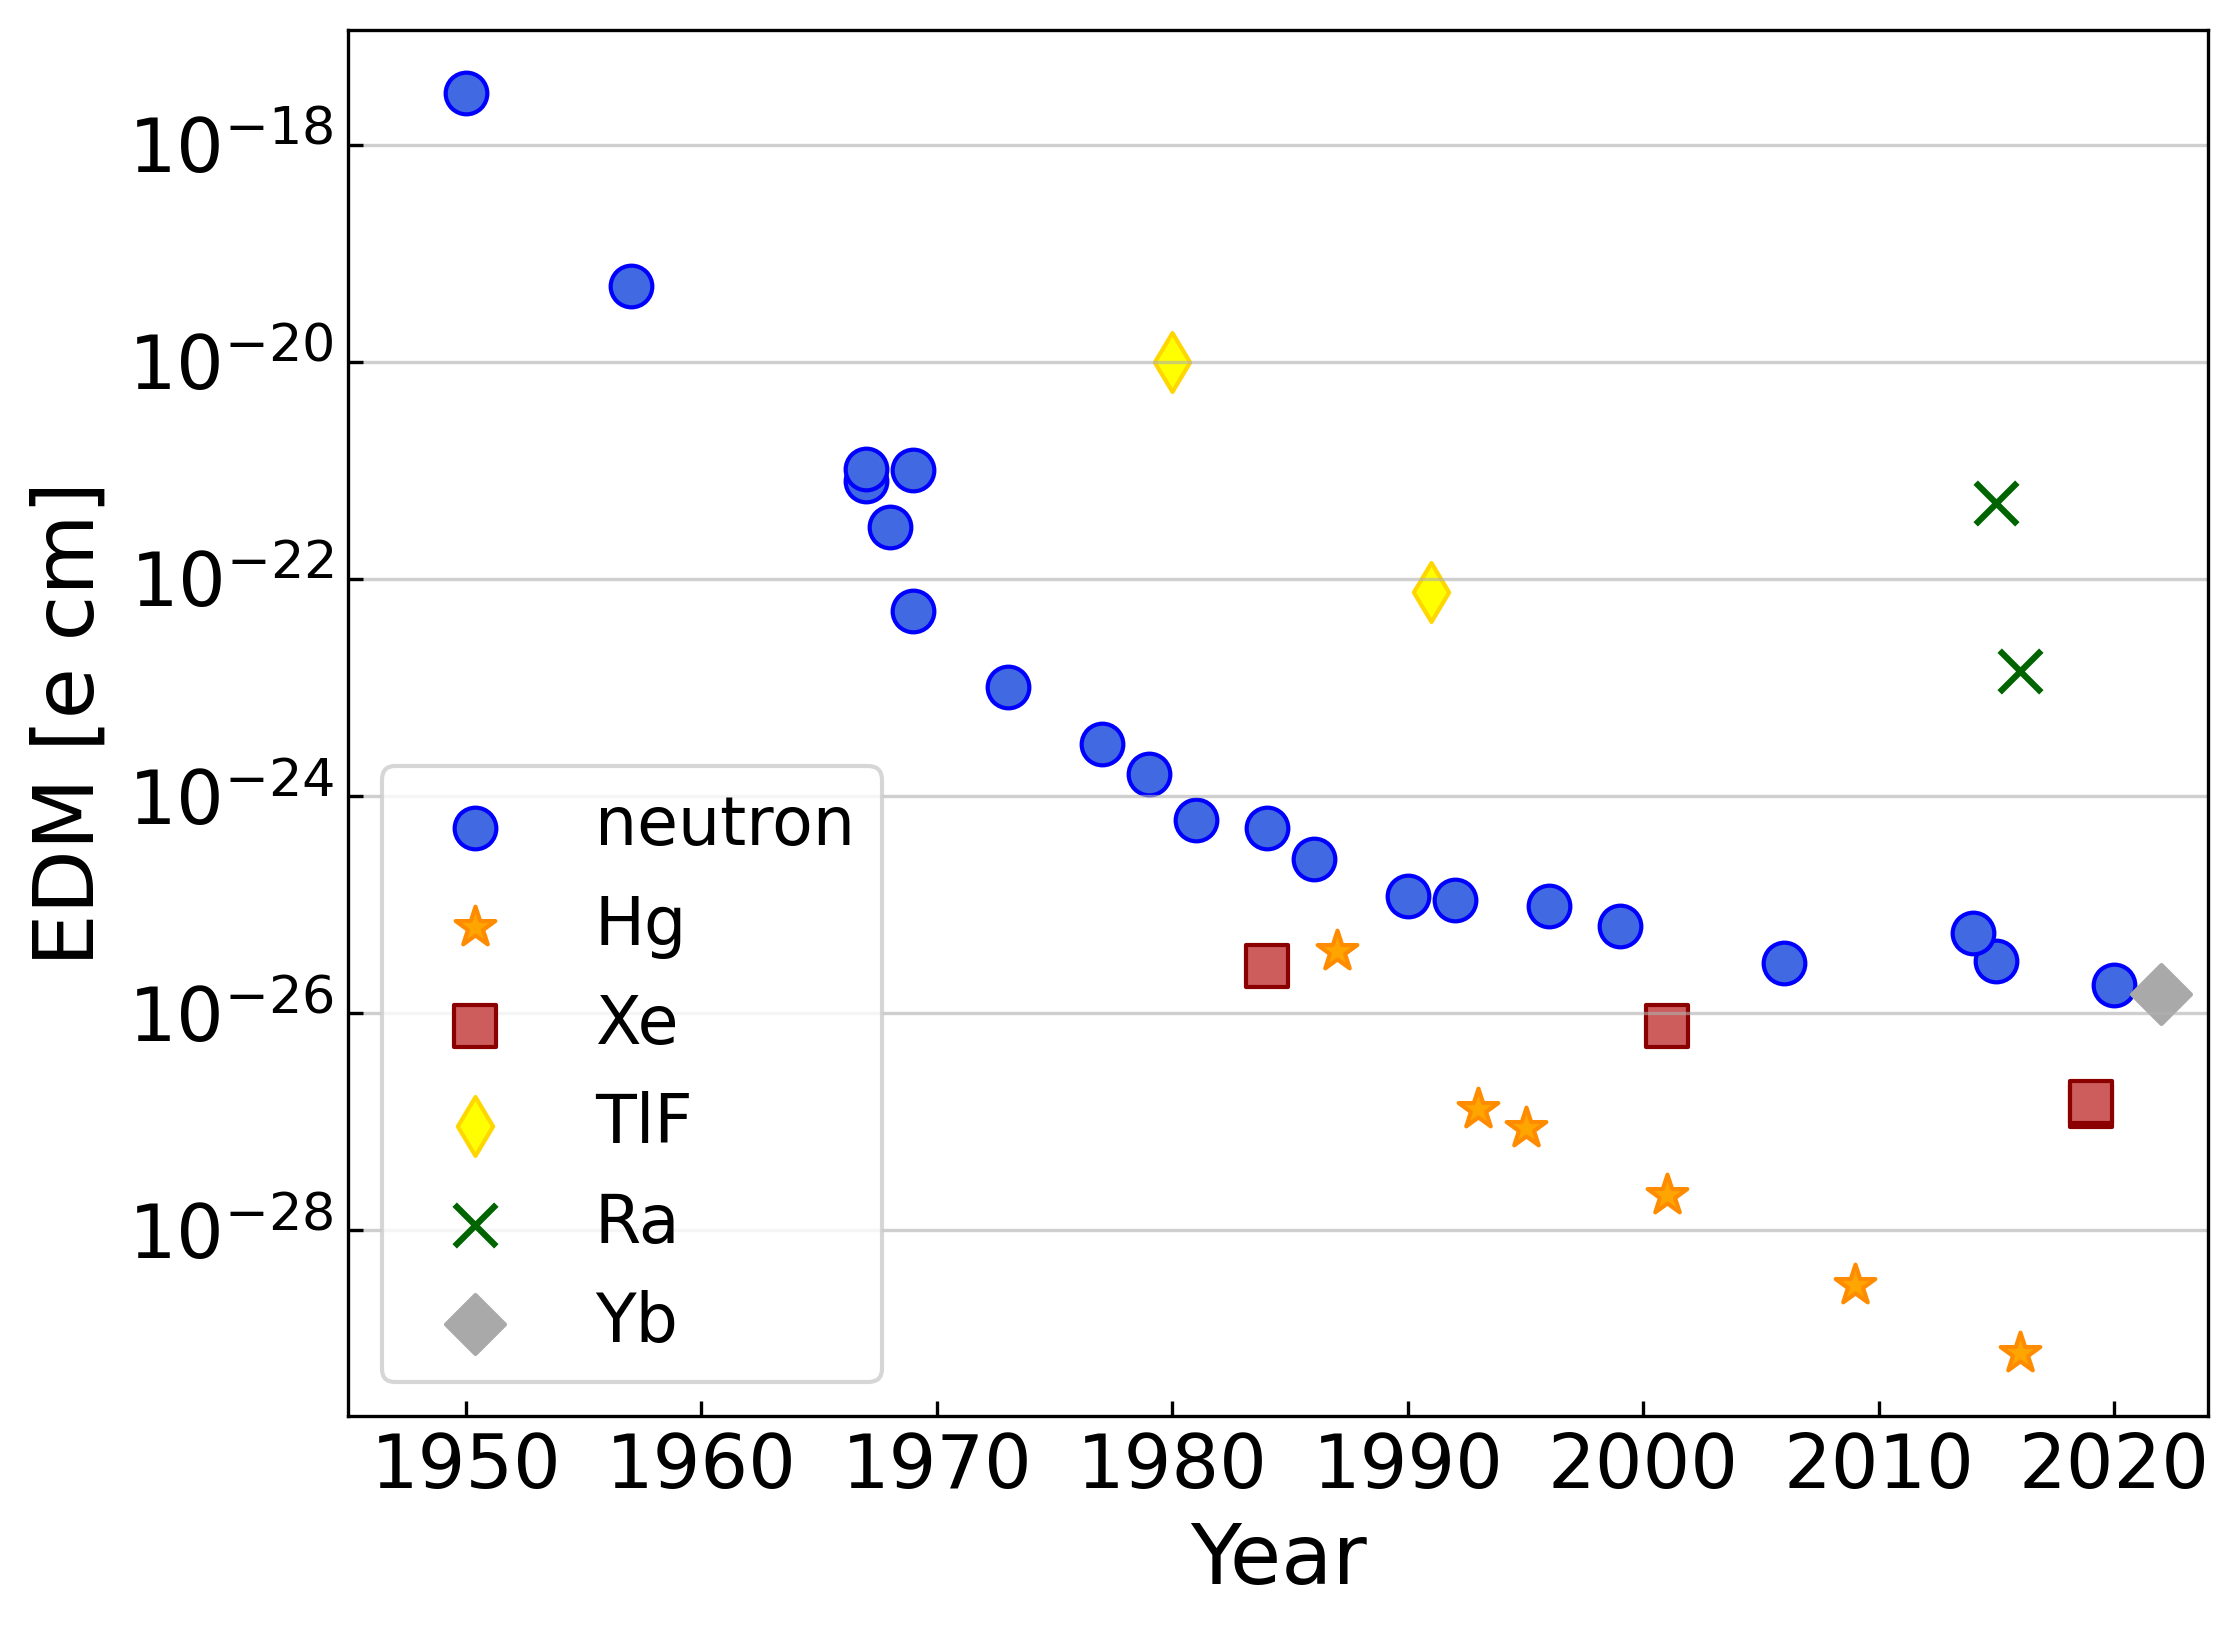 EDM [e cm]
10⁻¹⁸
10⁻²⁰
10⁻²²
10⁻²⁴
10⁻²⁶
10⁻²⁸
neutron
Hg
Xe
TlF
Ra
Yb
1950 1960 1970 1980 1990 2000 2010 2020
Year